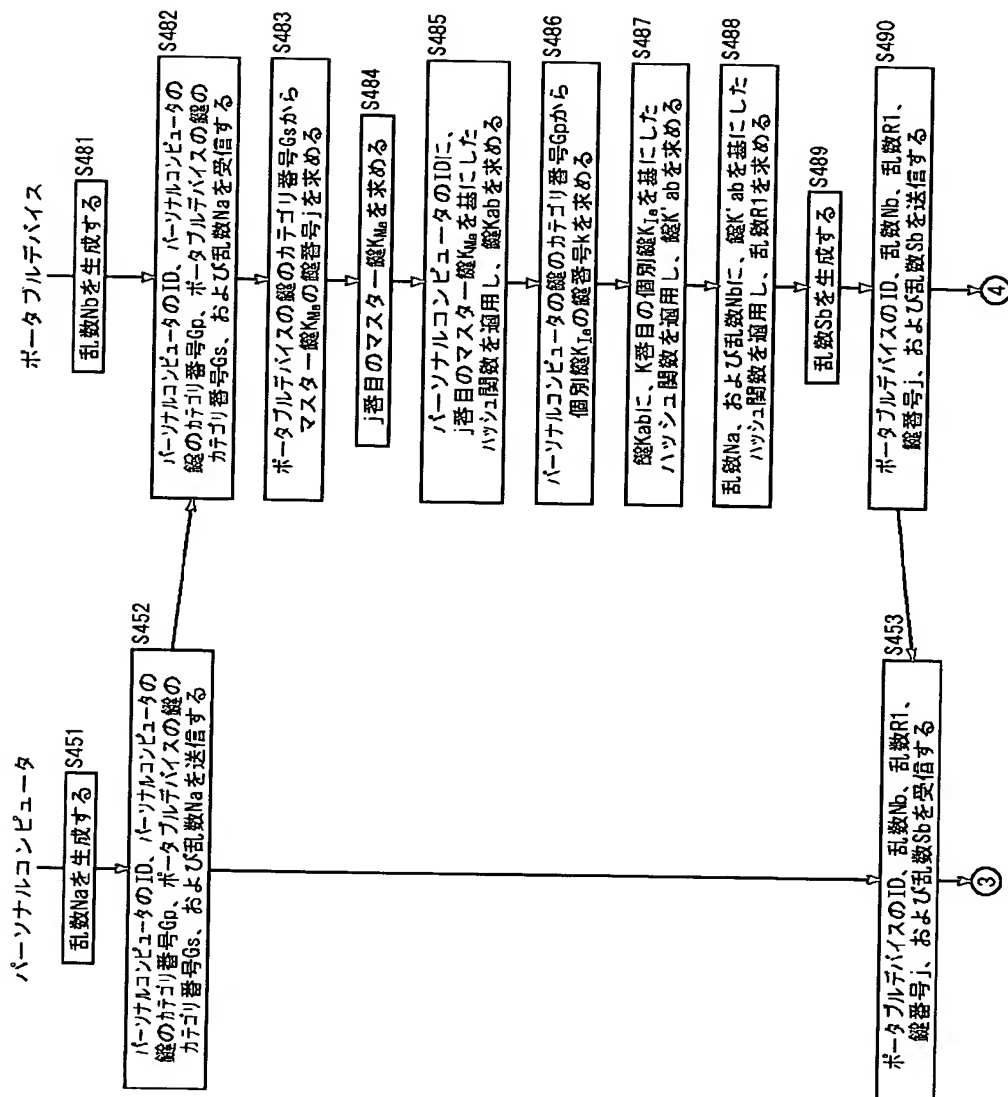 パーソナルコンピュータ
乱数Naを生成する
S451
パーソナルコンピュータのID、パーソナルコンピュータの
鍵のカテゴリ番号Gp、ポータブルデバイスの鍵の
カテゴリ番号Gs、および乱数Naを送信する
S452
ポータブルデバイスのID、乱数Nb、乱数R1、
鍵番号j、および乱数Sbを受信する
S453
③
ポータブルデバイス
乱数Nbを生成する
S481
パーソナルコンピュータのID、パーソナルコンピュータの
鍵のカテゴリ番号Gp、ポータブルデバイスの鍵の
カテゴリ番号Gs、および乱数Naを受信する
S482
ポータブルデバイスの鍵のカテゴリ番号Gsから
マスター鍵KMaの鍵番号jを求める
S483
j番目のマスター鍵KMaを求める
S484
パーソナルコンピュータのIDに、
j番目のマスター鍵KMaを基にした
ハッシュ関数を適用し、鍵Kabを求める
S485
パーソナルコンピュータの鍵のカテゴリ番号Gpから
個別鍵KIaの鍵番号kを求める
S486
鍵Kabに、K番目の個別鍵KIaを基にした
ハッシュ関数を適用し、鍵K'abを求める
S487
乱数Na、および乱数Nbに、鍵K'abを基にした
ハッシュ関数を適用し、乱数R1を求める
S488
乱数Sbを生成する
S489
ポータブルデバイスのID、乱数Nb、乱数R1、
鍵番号j、および乱数Sbを送信する
S490
④